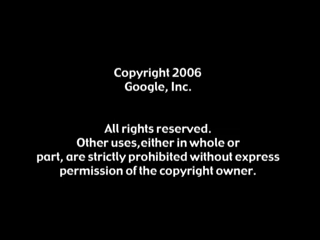 Copyright 2006
Google, Inc.
All rights reserved.
Other uses,either in whole or
part, are strictly prohibited without express
permission of the copyright owner.